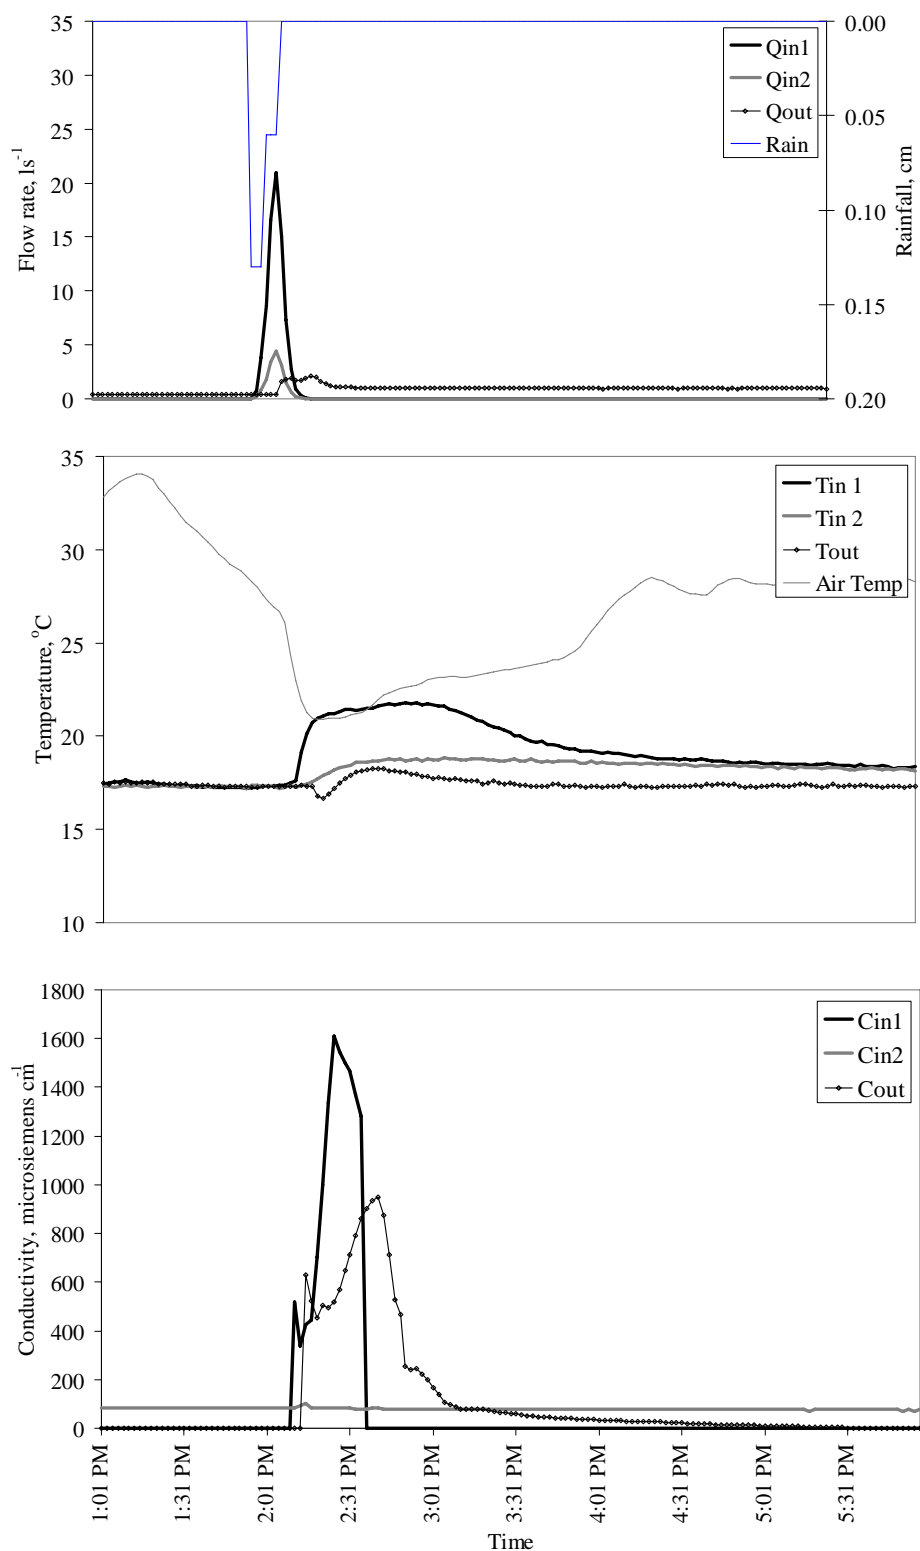 35
30
25
20
15
10
5
0
Flow rate, ls-1
0.00
0.05
0.10
0.15
0.20
Rainfall, cm
Qin1
Qin2
Qout
Rain
35
30
25
20
15
10
Temperature, oC
Tin 1
Tin 2
Tout
Air Temp
1800
1600
1400
1200
1000
800
600
400
200
0
Conductivity, microsiemens cm-1
Cin1
Cin2
Cout
1:01 PM
1:31 PM
2:01 PM
2:31 PM
3:01 PM
3:31 PM
4:01 PM
4:31 PM
5:01 PM
5:31 PM
Time